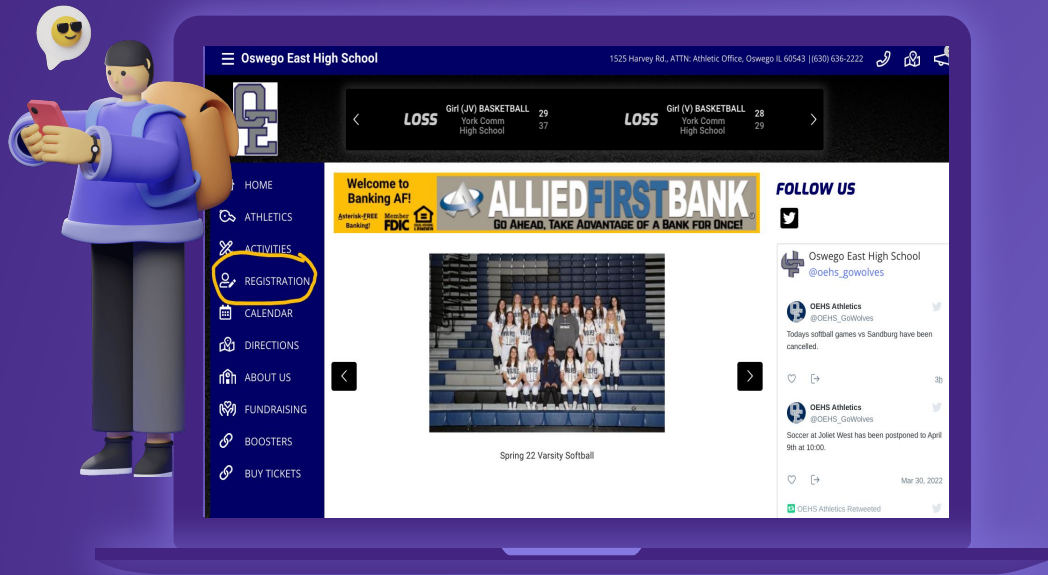 Oswego East High School
1525 Harvey Rd., ATTN: Athletic Office, Oswego IL 60543 |(630) 636-2222
OE
LOSS
Girl (JV) BASKETBALL 29
York Comm 37
High School
LOSS
Girl (V) BASKETBALL 28
York Comm 29
High School
HOME
ATHLETICS
ACTIVITIES
REGISTRATION
CALENDAR
DIRECTIONS
ABOUT US
FUNDRAISING
BOOSTERS
BUY TICKETS
Welcome to
Banking AF!
Asterisk-FREE
Banking!
Member
FDIC
ALLIEDFIRSTBANK
GO AHEAD, TAKE ADVANTAGE OF A BANK FOR ONCE!
Spring 22 Varsity Softball
FOLLOW US
Oswego East High School
@oehs_gowolves
OEHS Athletics
@OEHS_GoWolves
Todays softball games vs Sandburg have been
cancelled.
3h
OEHS Athletics
@OEHS_GoWolves
Soccer at Joliet West has been postponed to April
9th at 10:00.
Mar 30, 2022
OEHS Athletics Retweeted